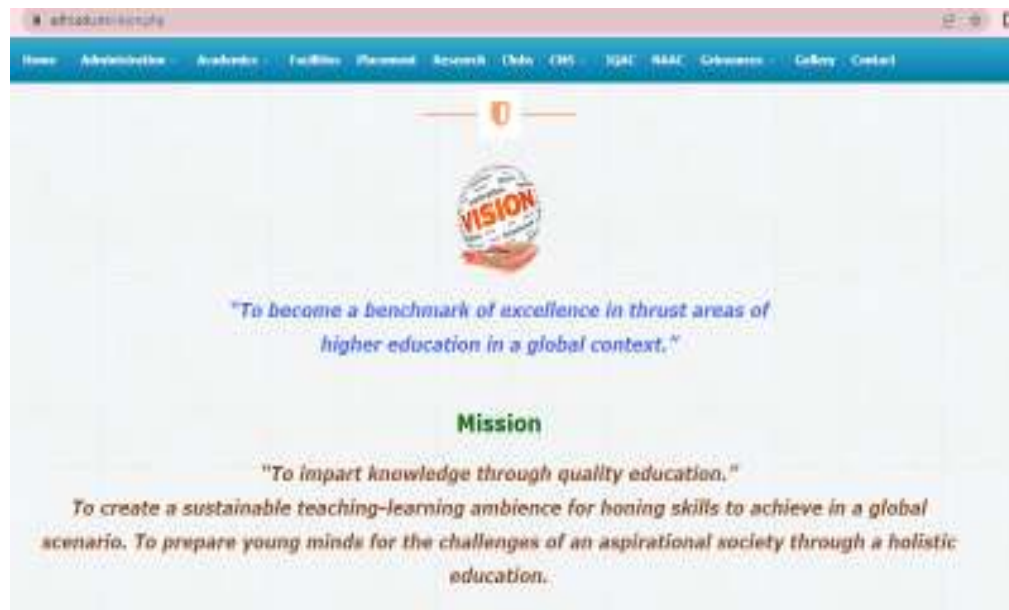 Home Administration Academics Facilities Placement Research Clubs CMS IQAC NAAC Grievances Gallery Contact
VISION
"To become a benchmark of excellence in thrust areas of
higher education in a global context."
Mission
"To impart knowledge through quality education."
To create a sustainable teaching-learning ambience for honing skills to achieve in a global
scenario. To prepare young minds for the challenges of an aspirational society through a holistic
education.